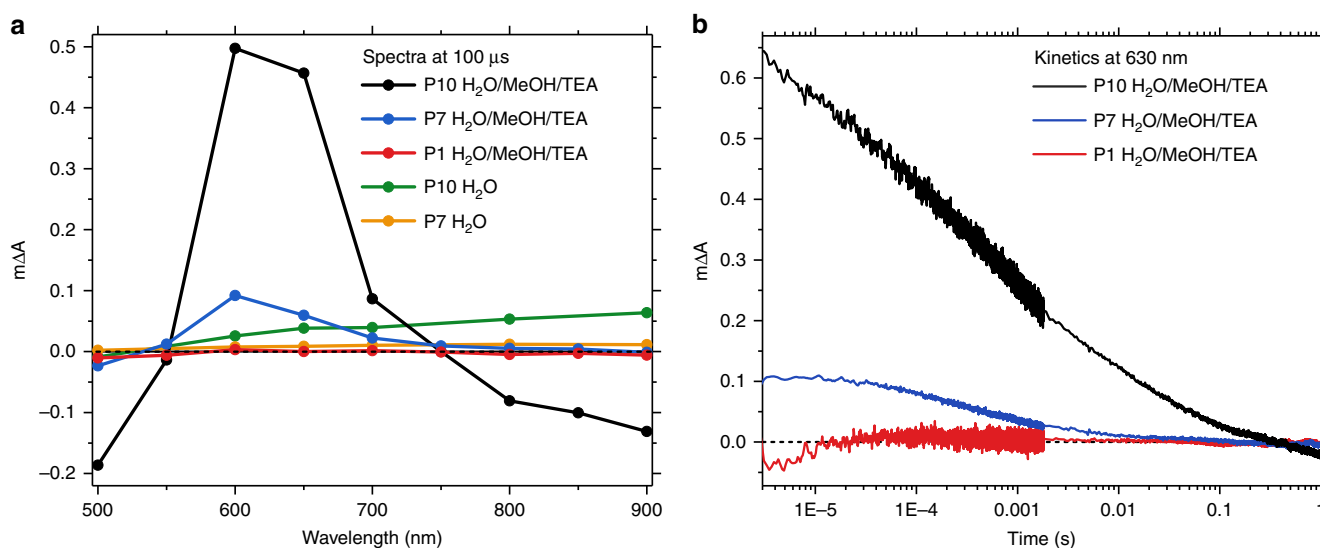 a
Spectra at 100 μs
P10 H₂O/MeOH/TEA
P7 H₂O/MeOH/TEA
P1 H₂O/MeOH/TEA
P10 H₂O
P7 H₂O
0.5
0.4
0.3
0.2
0.1
0.0
–0.1
–0.2
mΔA
500 600 700 800 900
Wavelength (nm)
b
Kinetics at 630 nm
P10 H₂O/MeOH/TEA
P7 H₂O/MeOH/TEA
P1 H₂O/MeOH/TEA
0.6
0.5
0.4
0.3
0.2
0.1
0.0
mΔA
1E–5 1E–4 0.001 0.01 0.1 1
Time (s)